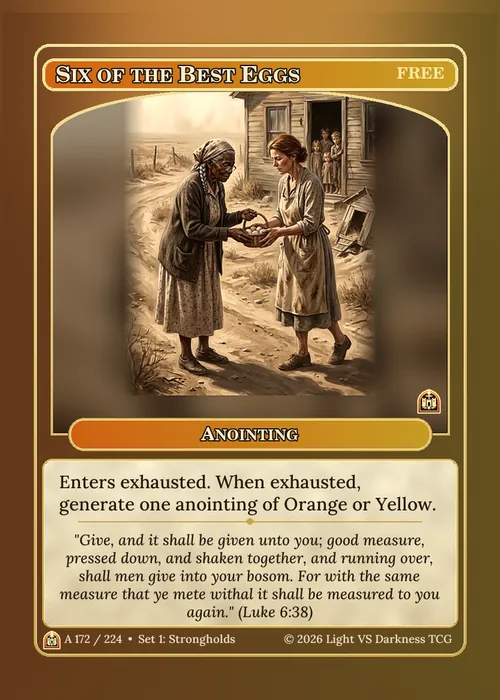 Six of the Best Eggs
FREE
Anointing
Enters exhausted. When exhausted,
generate one anointing of Orange or Yellow.
"Give, and it shall be given unto you; good measure,
pressed down, and shaken together, and running over,
shall men give into your bosom. For with the same
measure that ye mete withal it shall be measured to you
again." (Luke 6:38)
A 172 / 224 • Set 1: Strongholds
© 2026 Light VS Darkness TCG